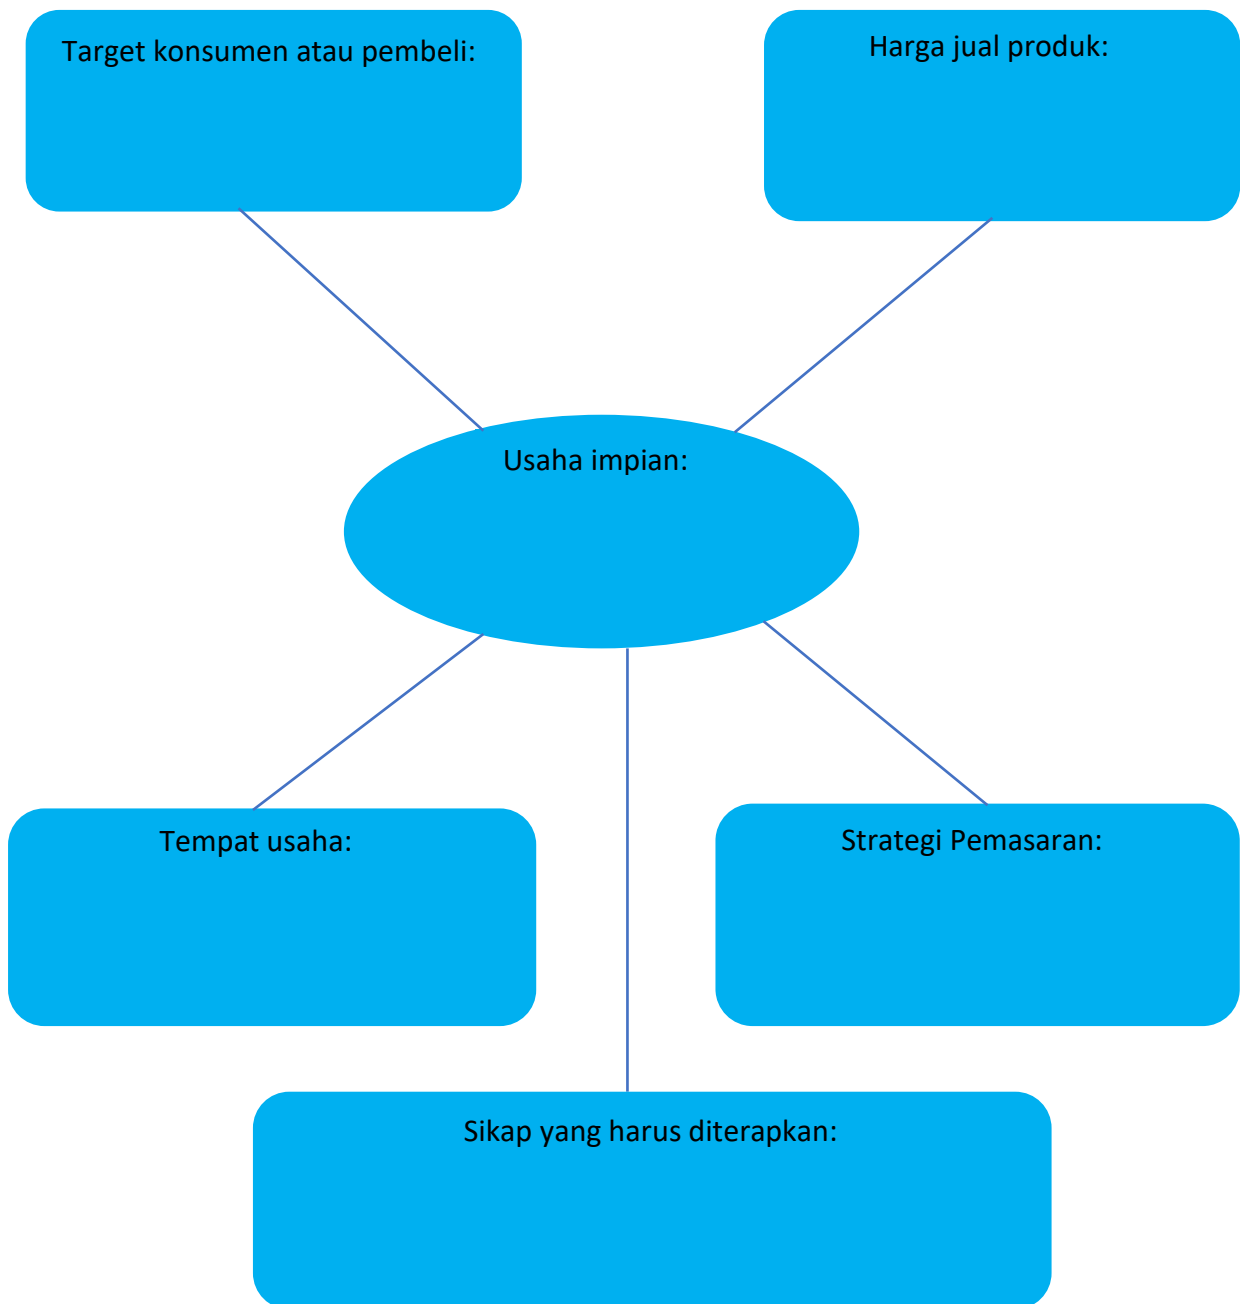 Target konsumen atau pembeli:
Harga jual produk:
Usaha impian:
Tempat usaha:
Strategi Pemasaran:
Sikap yang harus diterapkan: